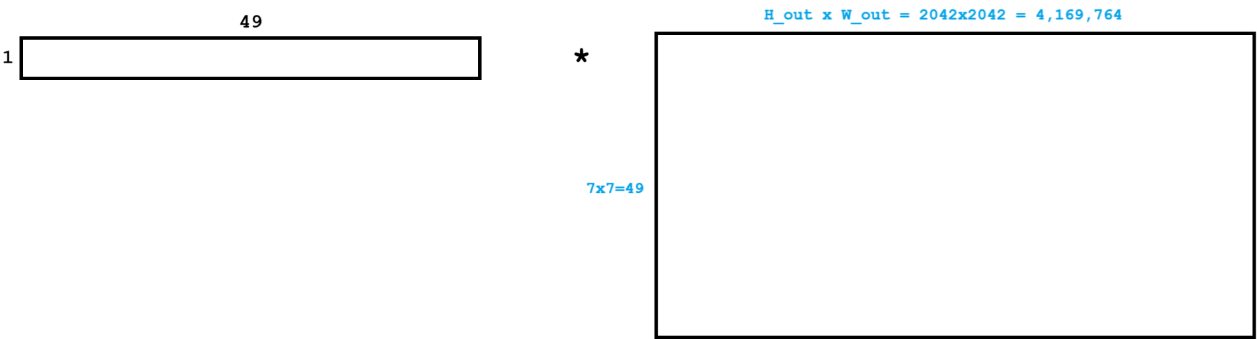 49
H_out x W_out = 2042x2042 = 4,169,764
1
*
7x7=49